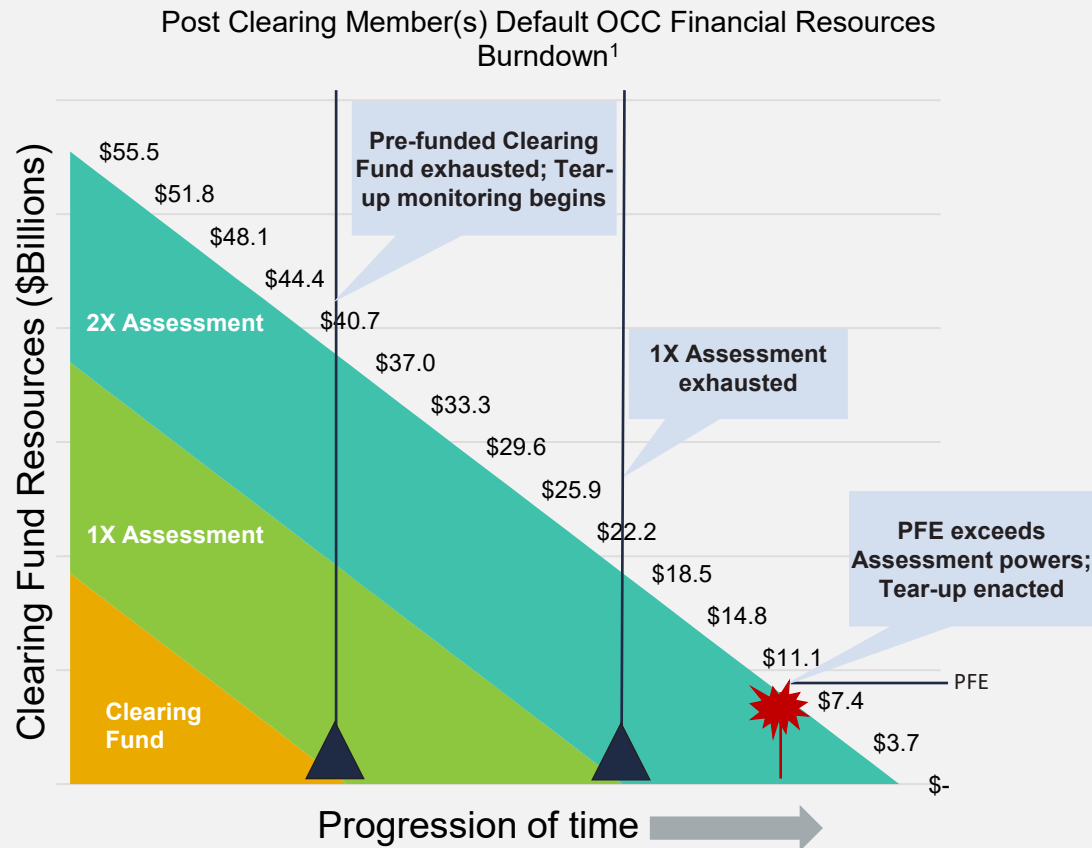 Post Clearing Member(s) Default OCC Financial Resources
Burndown¹
Clearing Fund Resources ($Billions)
$55.5
$51.8
$48.1
$44.4
$40.7
$37.0
$33.3
$29.6
$25.9
$22.2
$18.5
$14.8
$11.1
$7.4
$3.7
$-
Pre-funded Clearing
Fund exhausted; Tear-
up monitoring begins
1X Assessment
exhausted
PFE exceeds
Assessment powers;
Tear-up enacted
PFE
2X Assessment
1X Assessment
Clearing
Fund
Progression of time